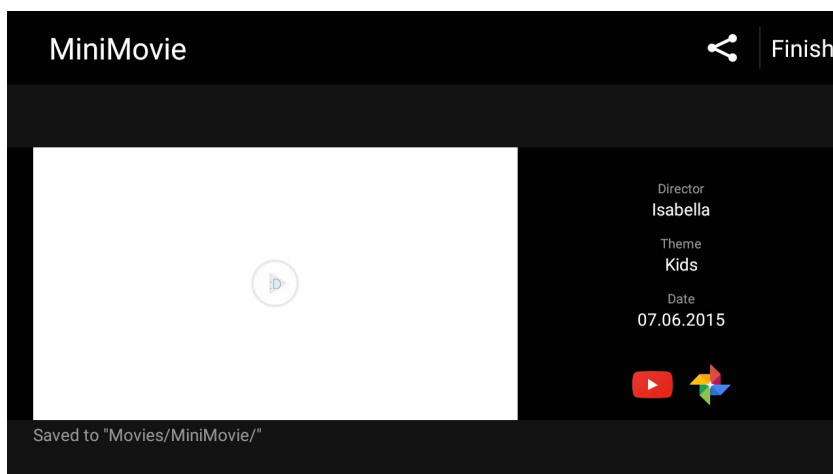 MiniMovie
Finish
:D
Director
Isabella
Theme
Kids
Date
07.06.2015
Saved to "Movies/MiniMovie/"